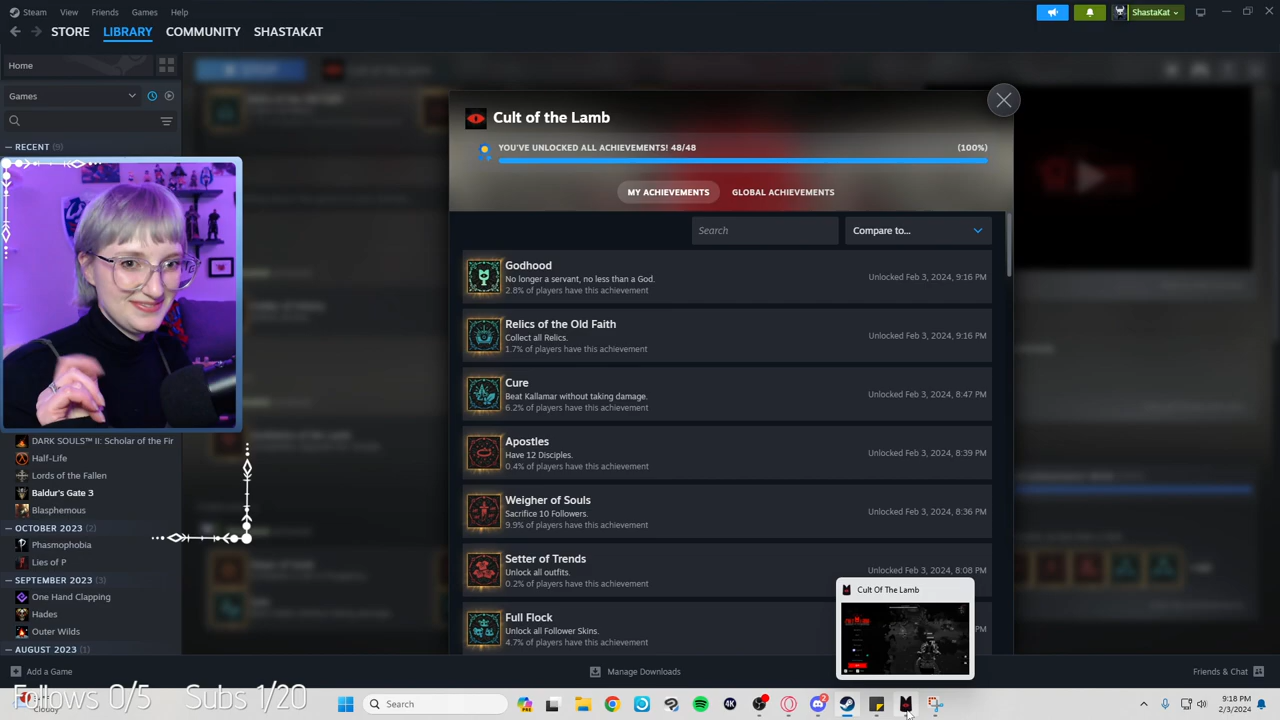 Steam View Friends Games Help
ShastaKat
STORE LIBRARY COMMUNITY SHASTAKAT
Home
Games
RECENT (9)
DARK SOULS™ II: Scholar of the Fir
Half-Life
Lords of the Fallen
Baldur's Gate 3
Blasphemous
OCTOBER 2023 (2)
Phasmophobia
Lies of P
SEPTEMBER 2023 (3)
One Hand Clapping
Hades
Outer Wilds
AUGUST 2023 (1)
Cult of the Lamb
YOU'VE UNLOCKED ALL ACHIEVEMENTS! 48/48 (100%)
MY ACHIEVEMENTS GLOBAL ACHIEVEMENTS
Search Compare to...
Godhood
No longer a servant, no less than a God.
2.8% of players have this achievement
Unlocked Feb 3, 2024, 9:16 PM
Relics of the Old Faith
Collect all Relics.
1.7% of players have this achievement
Unlocked Feb 3, 2024, 9:16 PM
Cure
Beat Kallamar without taking damage.
6.2% of players have this achievement
Unlocked Feb 3, 2024, 8:47 PM
Apostles
Have 12 Disciples.
0.4% of players have this achievement
Unlocked Feb 3, 2024, 8:39 PM
Weigher of Souls
Sacrifice 10 Followers.
9.9% of players have this achievement
Unlocked Feb 3, 2024, 8:36 PM
Setter of Trends
Unlock all outfits.
0.2% of players have this achievement
Unlocked Feb 3, 2024, 8:08 PM
Full Flock
Unlock all Follower Skins.
4.7% of players have this achievement
PM
Cult Of The Lamb
Add a Game Manage Downloads Friends & Chat
Follows 0/5 Subs 1/20
Cloudy
Search
PRE
2
9:18 PM
2/3/2024